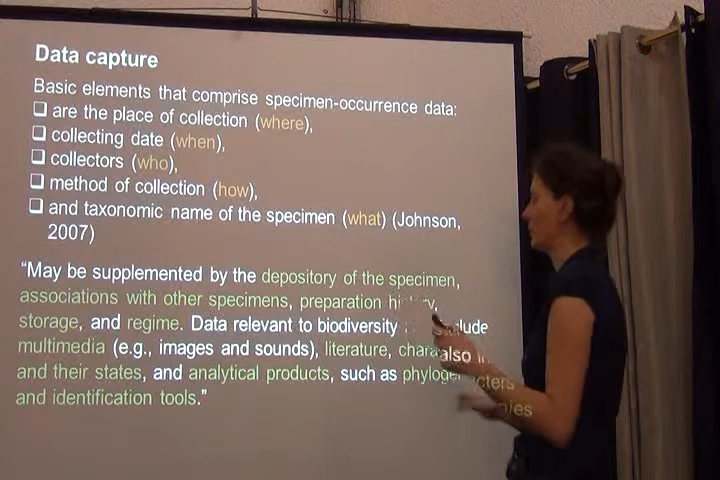 Data capture
Basic elements that comprise specimen-occurrence data:
❑ are the place of collection (where),
❑ collecting date (when),
❑ collectors (who),
❑ method of collection (how),
❑ and taxonomic name of the specimen (what) (Johnson,
2007)
“May be supplemented by the depository of the specimen,
associations with other specimens, preparation
storage, and regime. Data relevant to biodiversity
multimedia (e.g., images and sounds), literature, also
and their states, and analytical products, such as
and identification tools.”